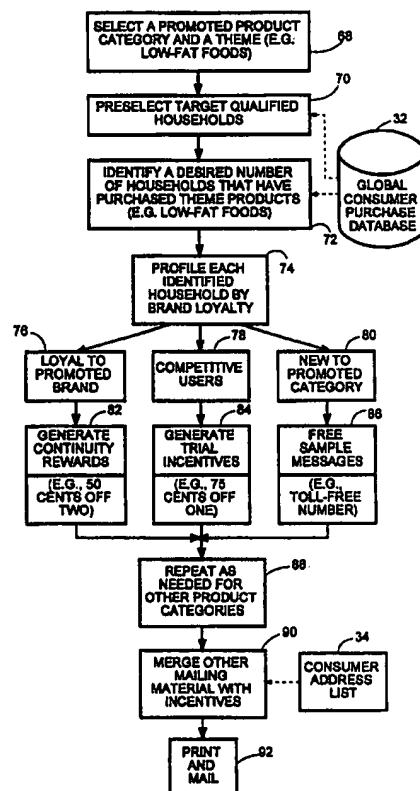 SELECT A PROMOTED PRODUCT
CATEGORY AND A THEME (E.G.
LOW-FAT FOODS)
68
70
PRESELECT TARGET QUALIFIED
HOUSEHOLDS
32
IDENTIFY A DESIRED NUMBER
OF HOUSEHOLDS THAT HAVE
PURCHASED THEME PRODUCTS
(E.G. LOW-FAT FOODS)
GLOBAL
CONSUMER
PURCHASE
DATABASE
72
74
PROFILE EACH
IDENTIFIED
HOUSEHOLD BY
BRAND LOYALTY
76
78
80
LOYAL TO
PROMOTED
BRAND
COMPETITIVE
USERS
NEW TO
PROMOTED
CATEGORY
82
84
86
GENERATE
CONTINUITY
REWARDS
(E.G., 50
CENTS OFF
TWO)
GENERATE
TRIAL
INCENTIVES
(E.G., 75
CENTS OFF
ONE)
FREE
SAMPLE
MESSAGES
(E.G.,
TOLL-FREE
NUMBER)
88
REPEAT AS
NEEDED FOR
OTHER PRODUCT
CATEGORIES
90
34
MERGE OTHER
MAILING
MATERIAL WITH
INCENTIVES
CONSUMER
ADDRESS
LIST
PRINT
AND
MAIL
92